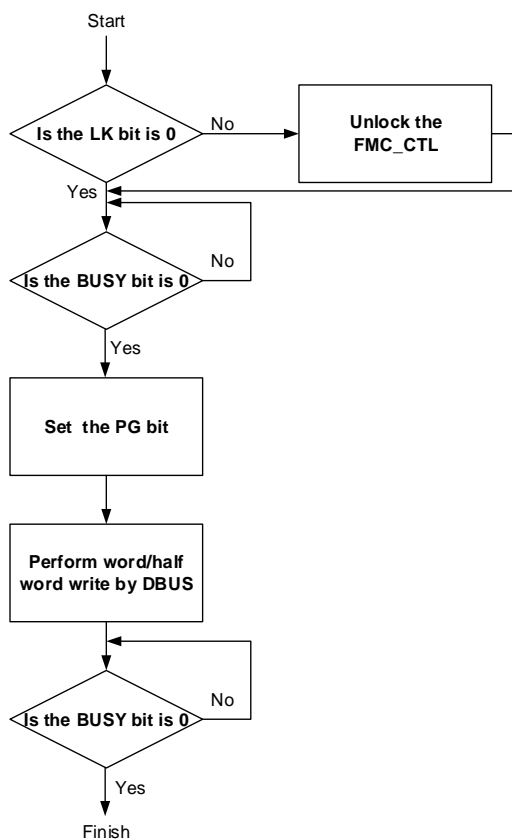 Start
Is the LK bit is 0
No
Unlock the
FMC_CTL
Yes
Is the BUSY bit is 0
No
Yes
Set the PG bit
Perform word/half
word write by DBUS
Is the BUSY bit is 0
No
Yes
Finish